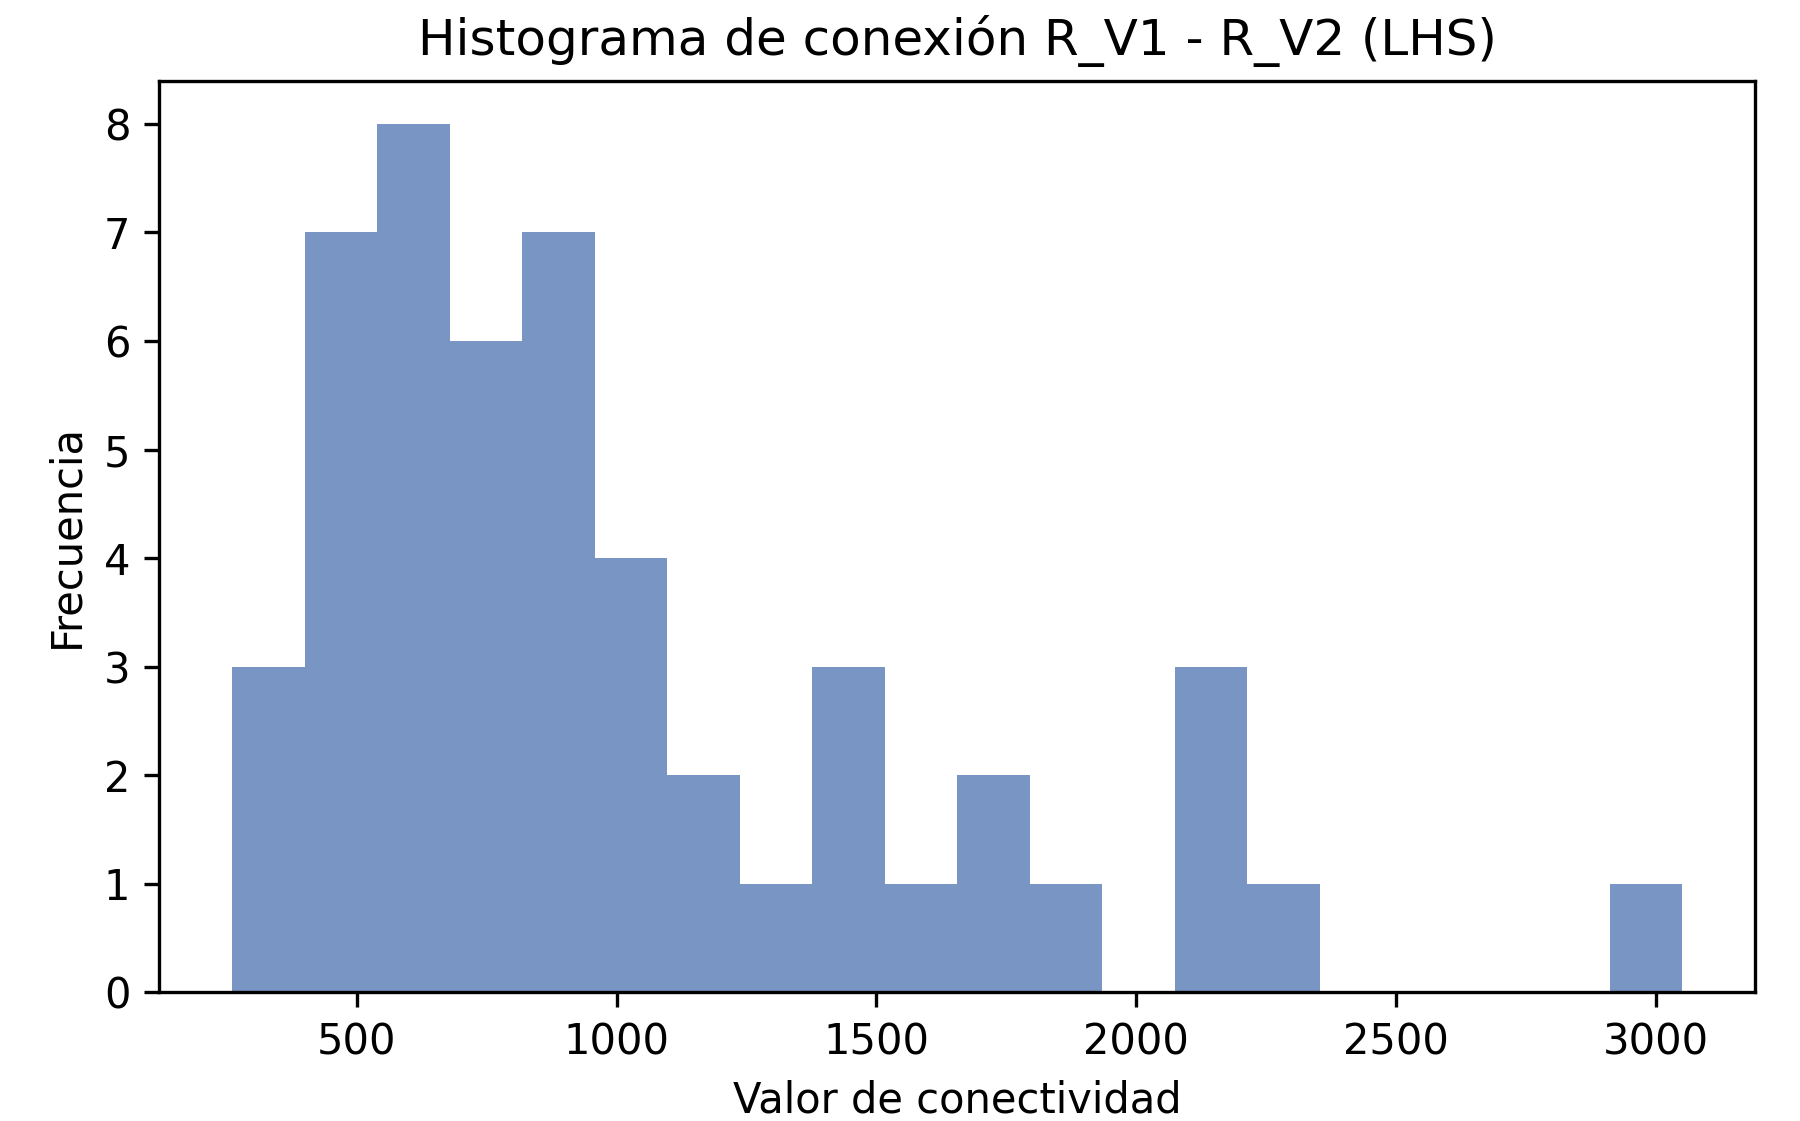 Histograma de conexión R_V1 - R_V2 (LHS)
8
7
6
5
4
3
2
1
0
Frecuencia
500 1000 1500 2000 2500 3000
Valor de conectividad